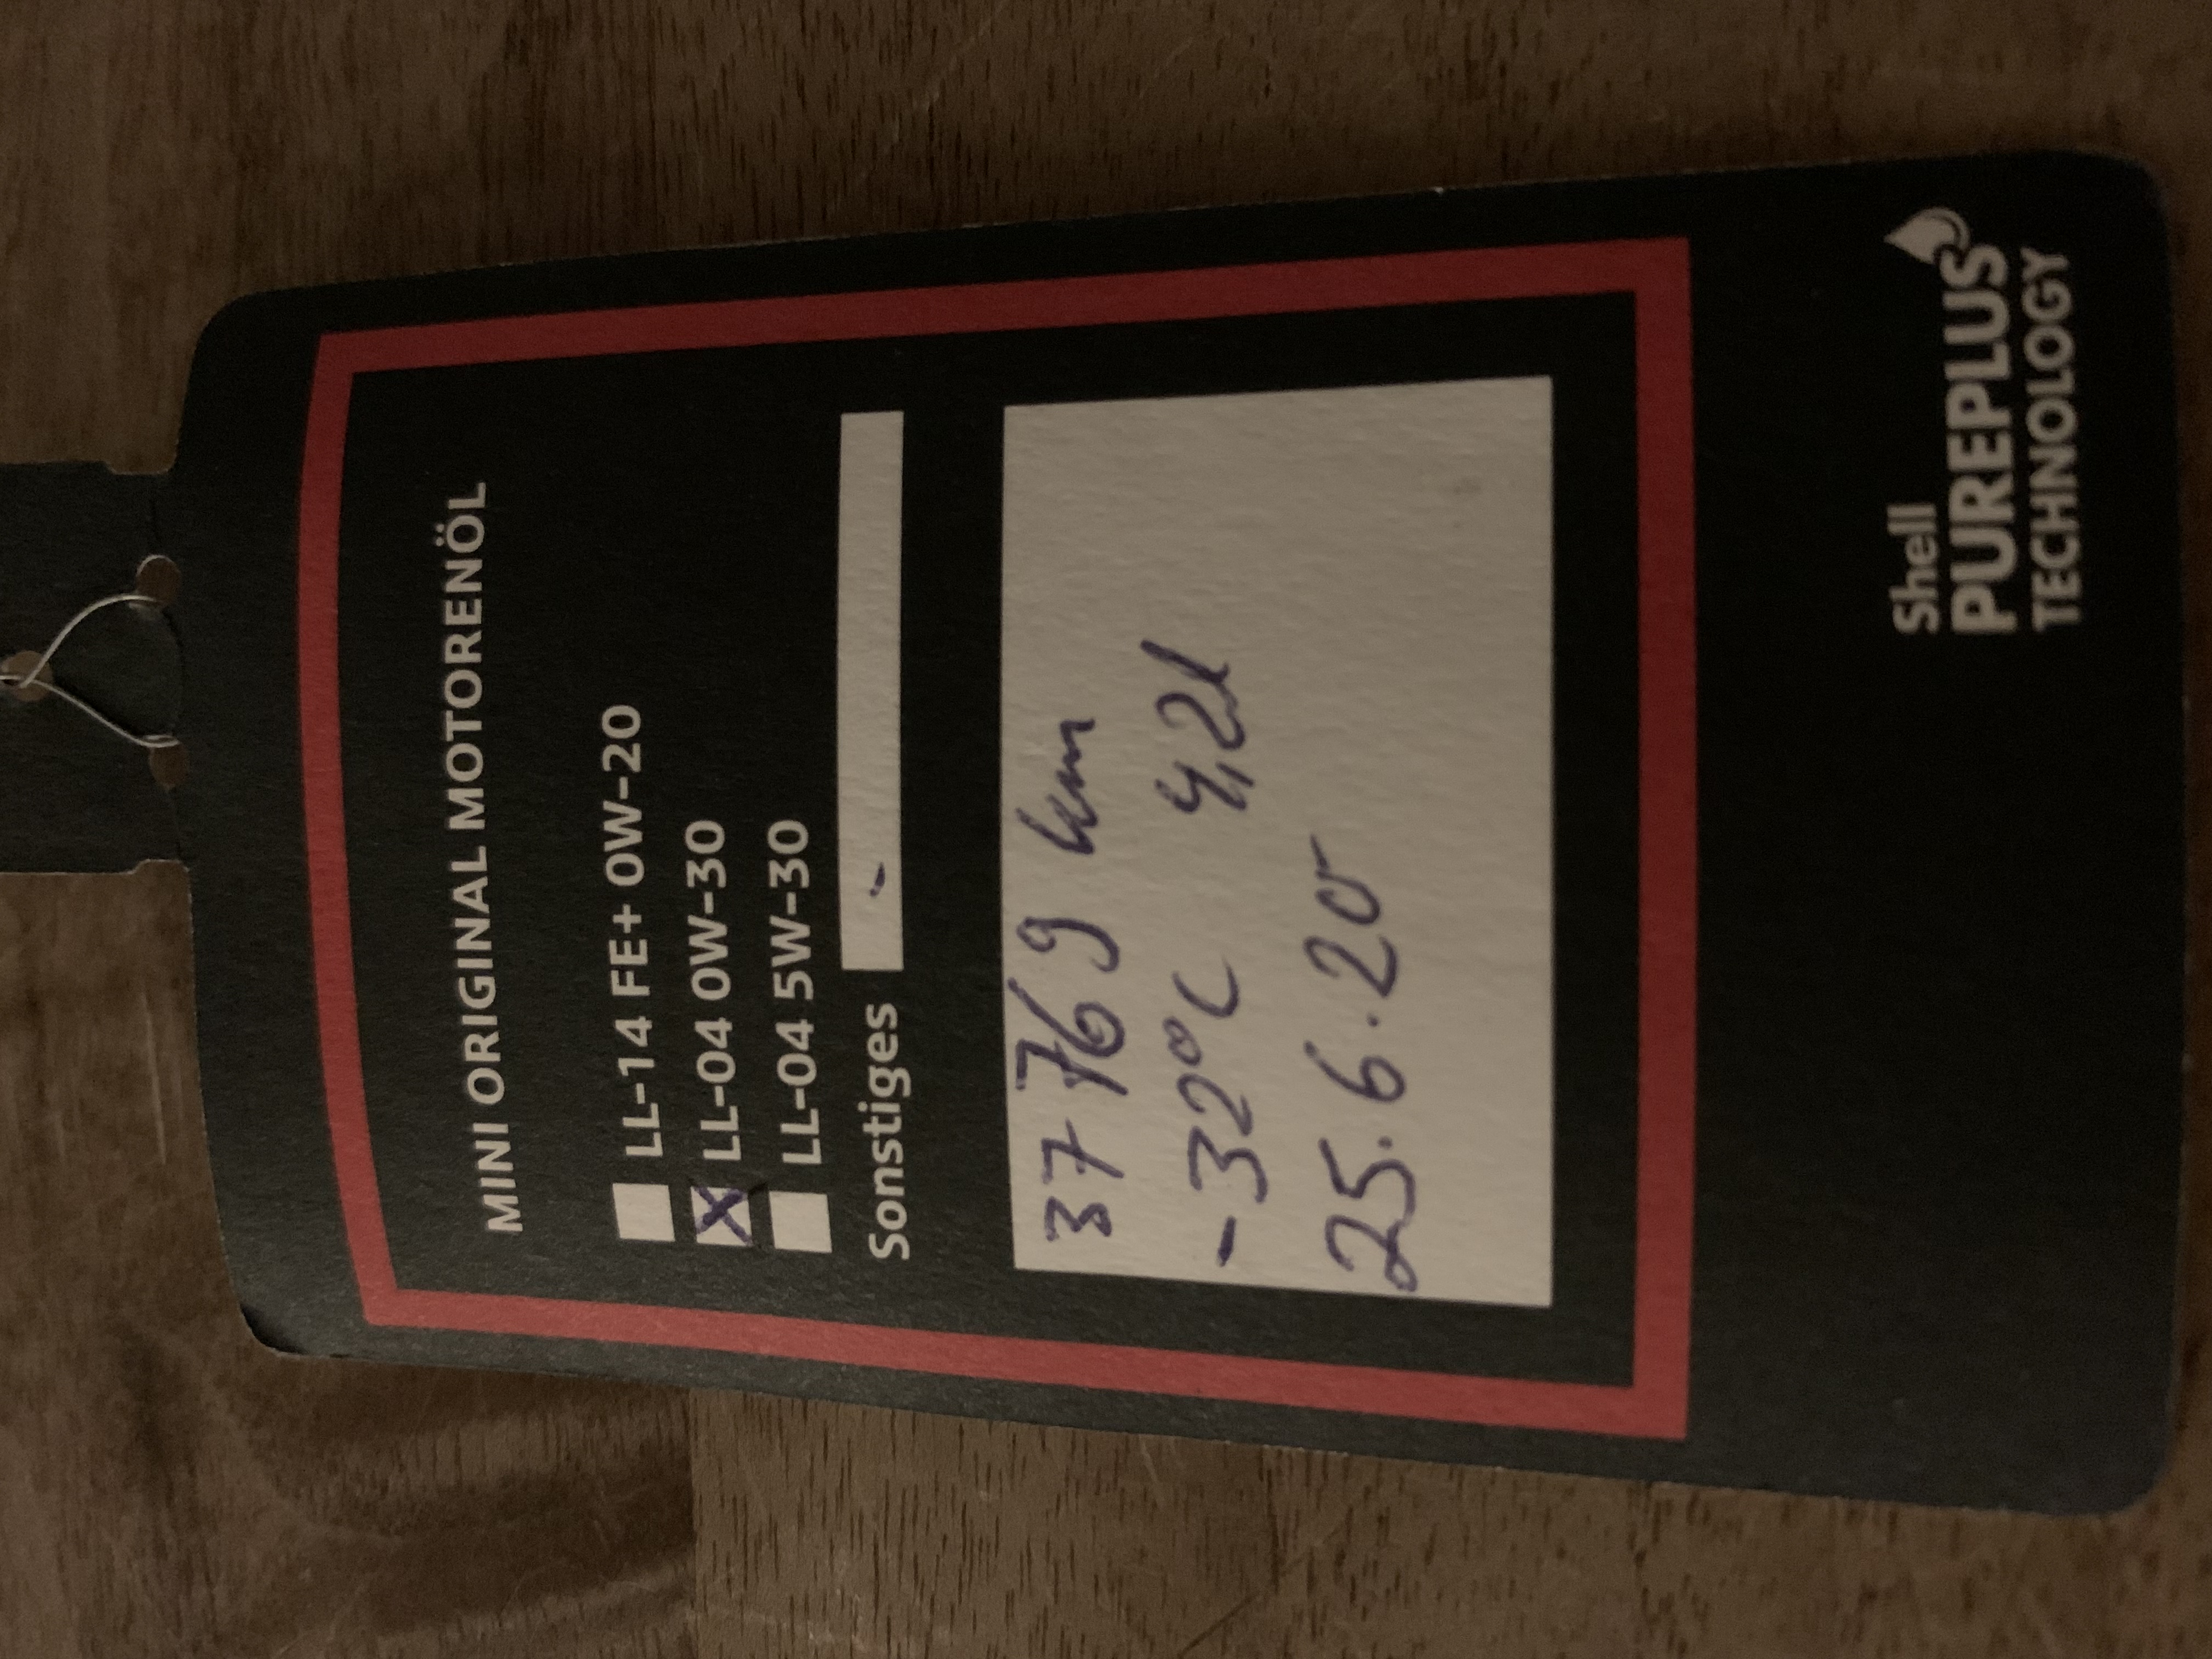 MINI ORIGINAL MOTORENÖL
LL-14 FE+ 0W-20
X LL-04 0W-30
LL-04 5W-30
Sonstiges -
37769 km
-32°C 4,2l
25.6.20
Shell
PUREPLUS
TECHNOLOGY